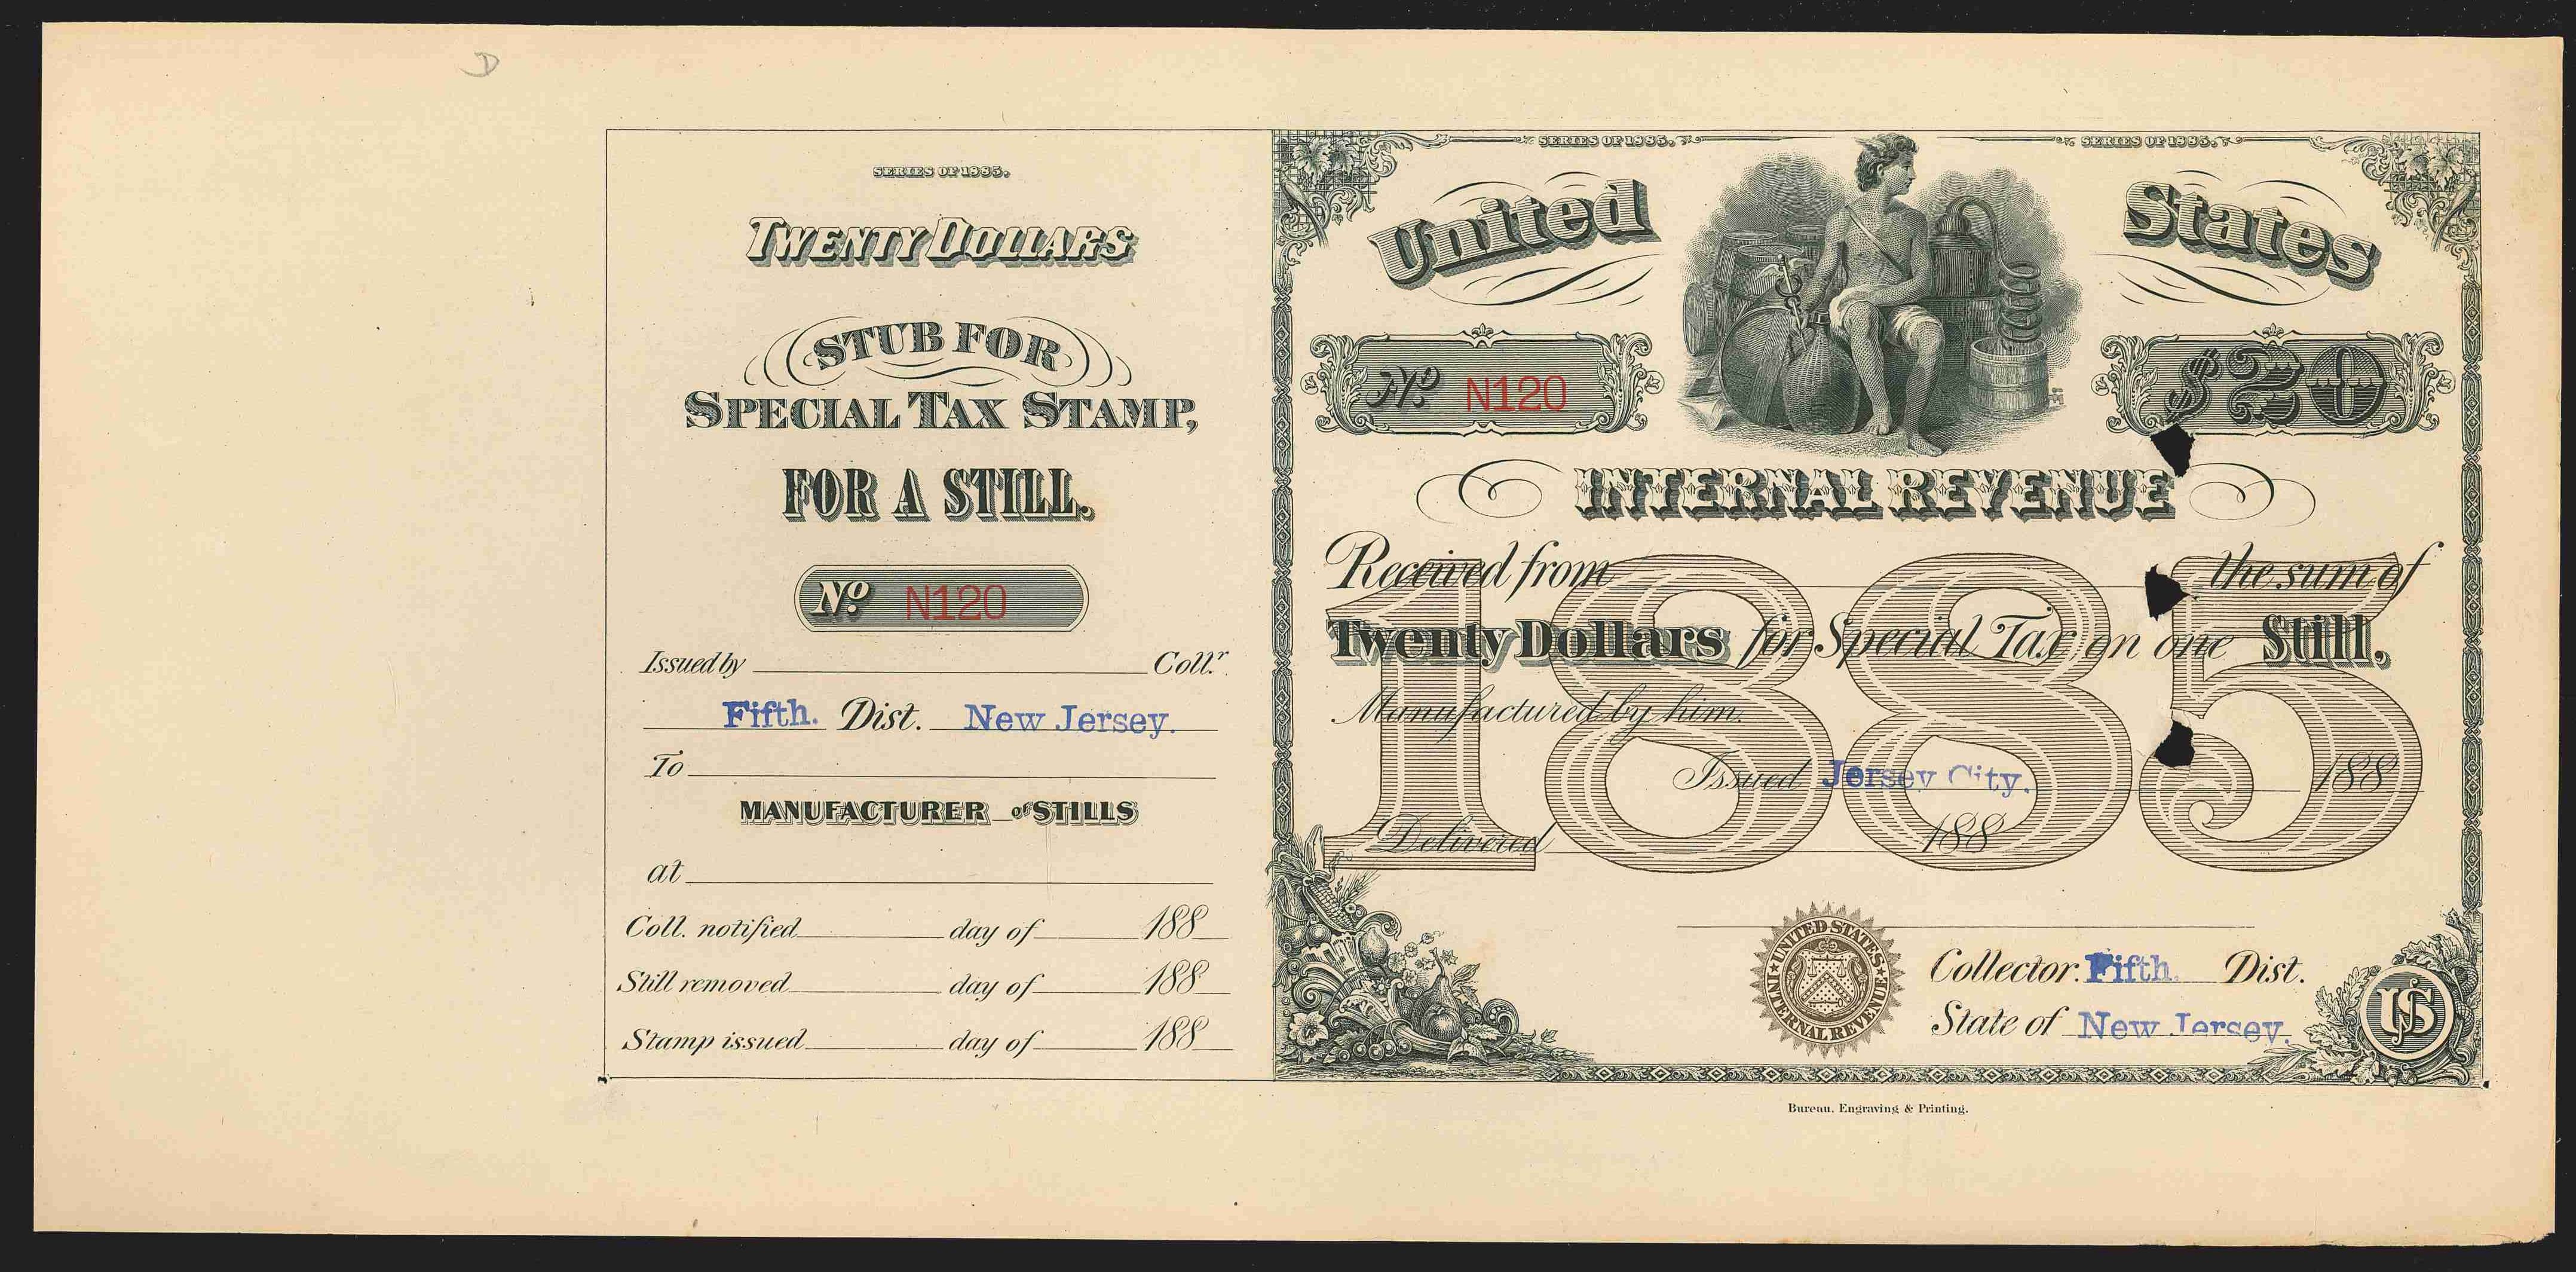 D
SERIES OF 1885.
TWENTY DOLLARS
STUB FOR
SPECIAL TAX STAMP,
FOR A STILL.
No. N120
Issued by Coll.r
Fifth. Dist. New Jersey.
To
MANUFACTURER of STILLS
at
Coll. notified day of 188
Still removed day of 188
Stamp issued day of 188
SERIES OF 1885. SERIES OF 1885.
United States
No. N120 $20
INTERNAL REVENUE
1885
Received from the sum of
Twenty Dollars for Special Tax on one Still,
Manufactured by him.
Issued Jersey City. 188
Delivered 188
UNITED STATES INTERNAL REVENUE
Collector. Fifth. Dist.
State of New Jersey.
US
Bureau, Engraving & Printing.